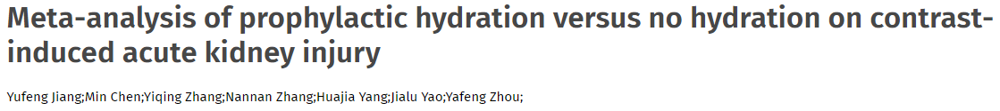 Meta-analysis of prophylactic hydration versus no hydration on contrast-
induced acute kidney injury
Yufeng Jiang;Min Chen;Yiqing Zhang;Nannan Zhang;Huajia Yang;Jialu Yao;Yafeng Zhou;